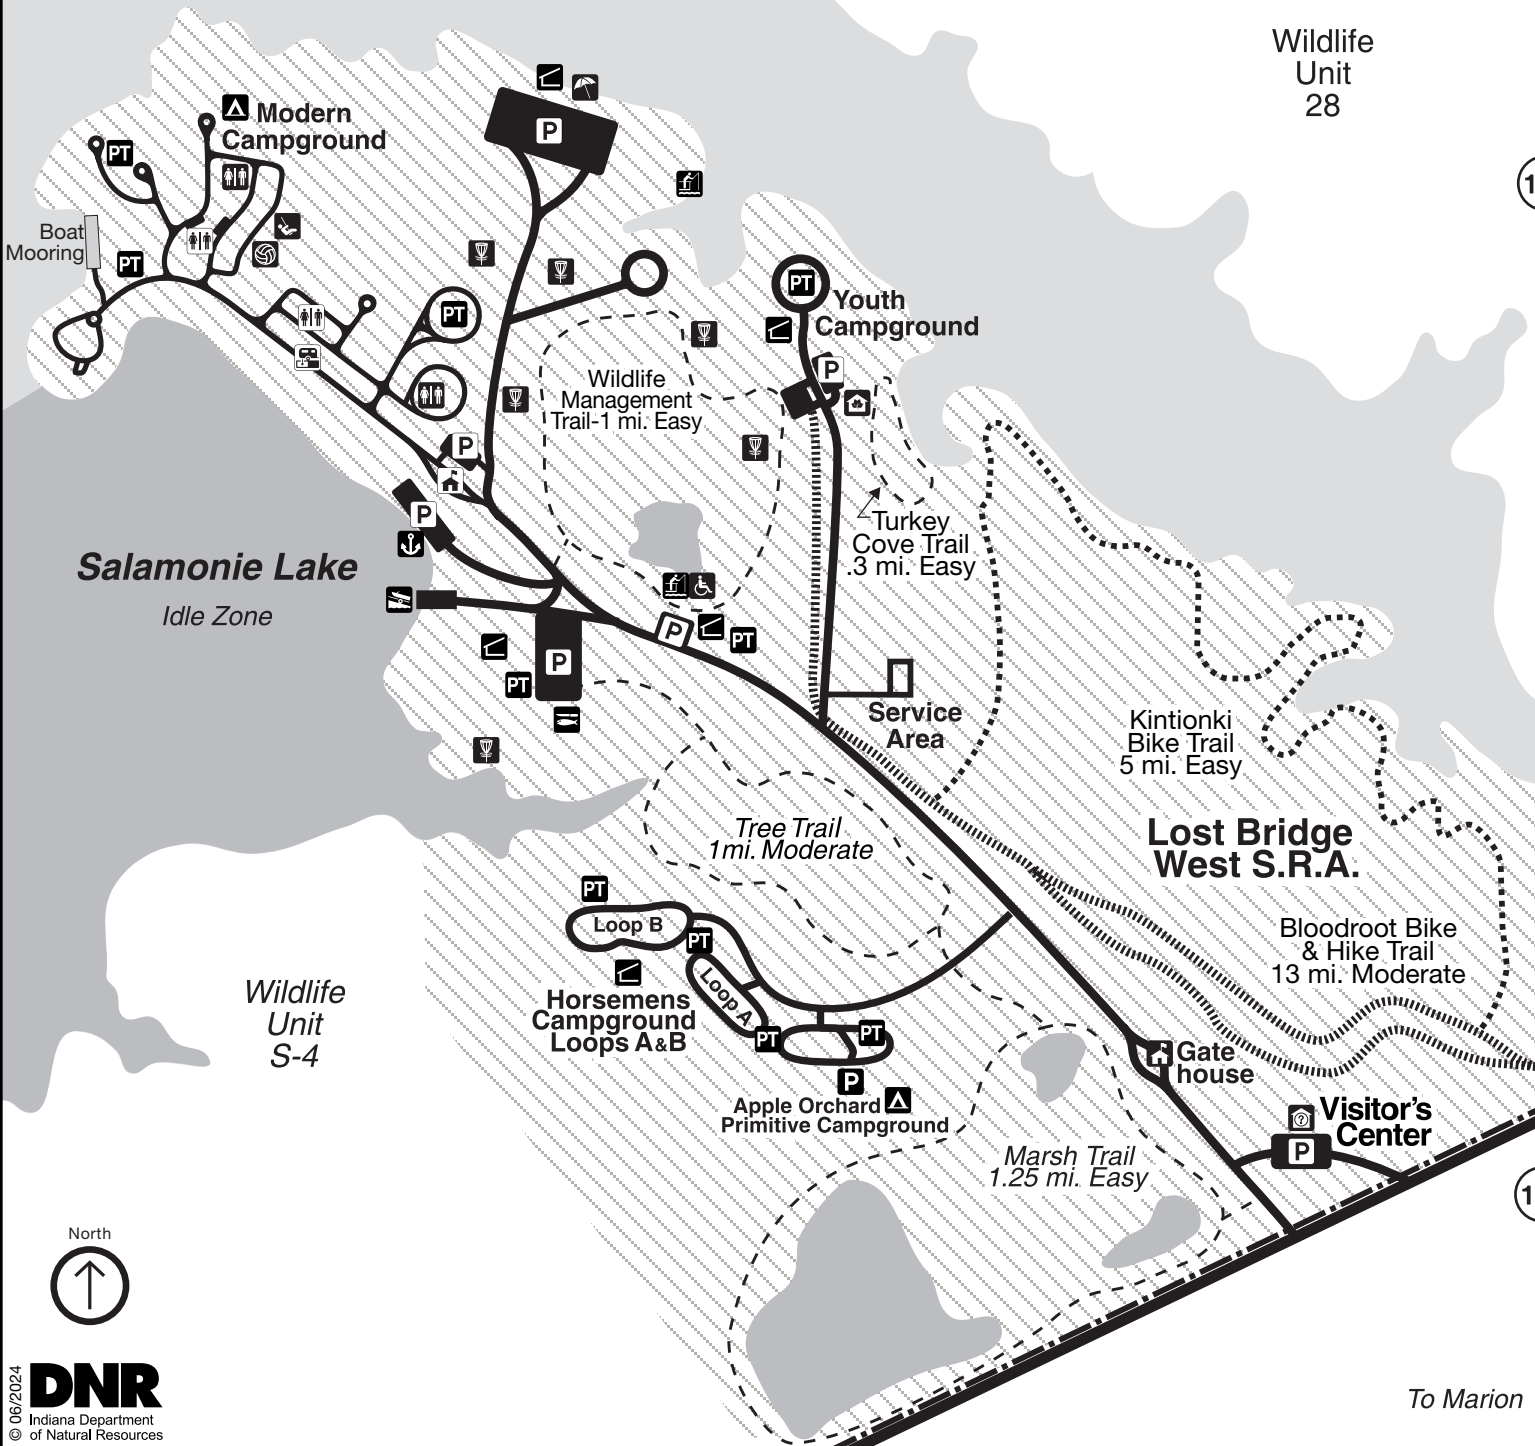 Wildlife
Unit
28
Modern
Campground
P
PT
Boat
Mooring
PT
PT
PT
Youth
Campground
P
Wildlife
Management
Trail-1 mi. Easy
P
P
Turkey
Cove Trail
.3 mi. Easy
Salamonie Lake
Idle Zone
P
PT
P
PT
Service
Area
Kintionki
Bike Trail
5 mi. Easy
Tree Trail
1mi. Moderate
Lost Bridge
West S.R.A.
PT
Loop B
PT
Bloodroot Bike
& Hike Trail
13 mi. Moderate
Loop A
Wildlife
Unit
S-4
Horsemens
Campground
Loops A&B
PT
PT
Gate
house
P
Apple Orchard
Primitive Campground
?
Visitor's
Center
P
Marsh Trail
1.25 mi. Easy
1
1
North
To Marion
© 06/2024
DNR
Indiana Department
of Natural Resources